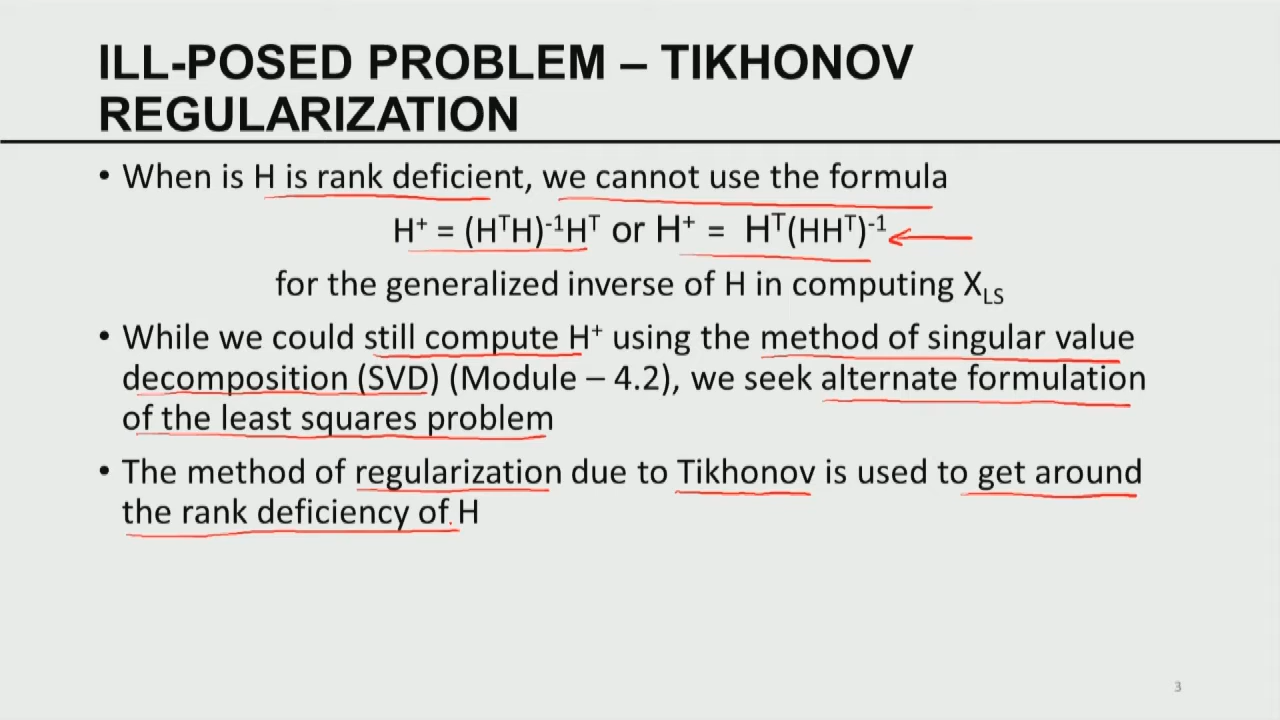 ILL-POSED PROBLEM – TIKHONOV
REGULARIZATION
• When is H is rank deficient, we cannot use the formula
H⁺ = (HᵀH)⁻¹Hᵀ or H⁺ = Hᵀ(HHᵀ)⁻¹
for the generalized inverse of H in computing X_LS
• While we could still compute H⁺ using the method of singular value
decomposition (SVD) (Module – 4.2), we seek alternate formulation
of the least squares problem
• The method of regularization due to Tikhonov is used to get around
the rank deficiency of H
3